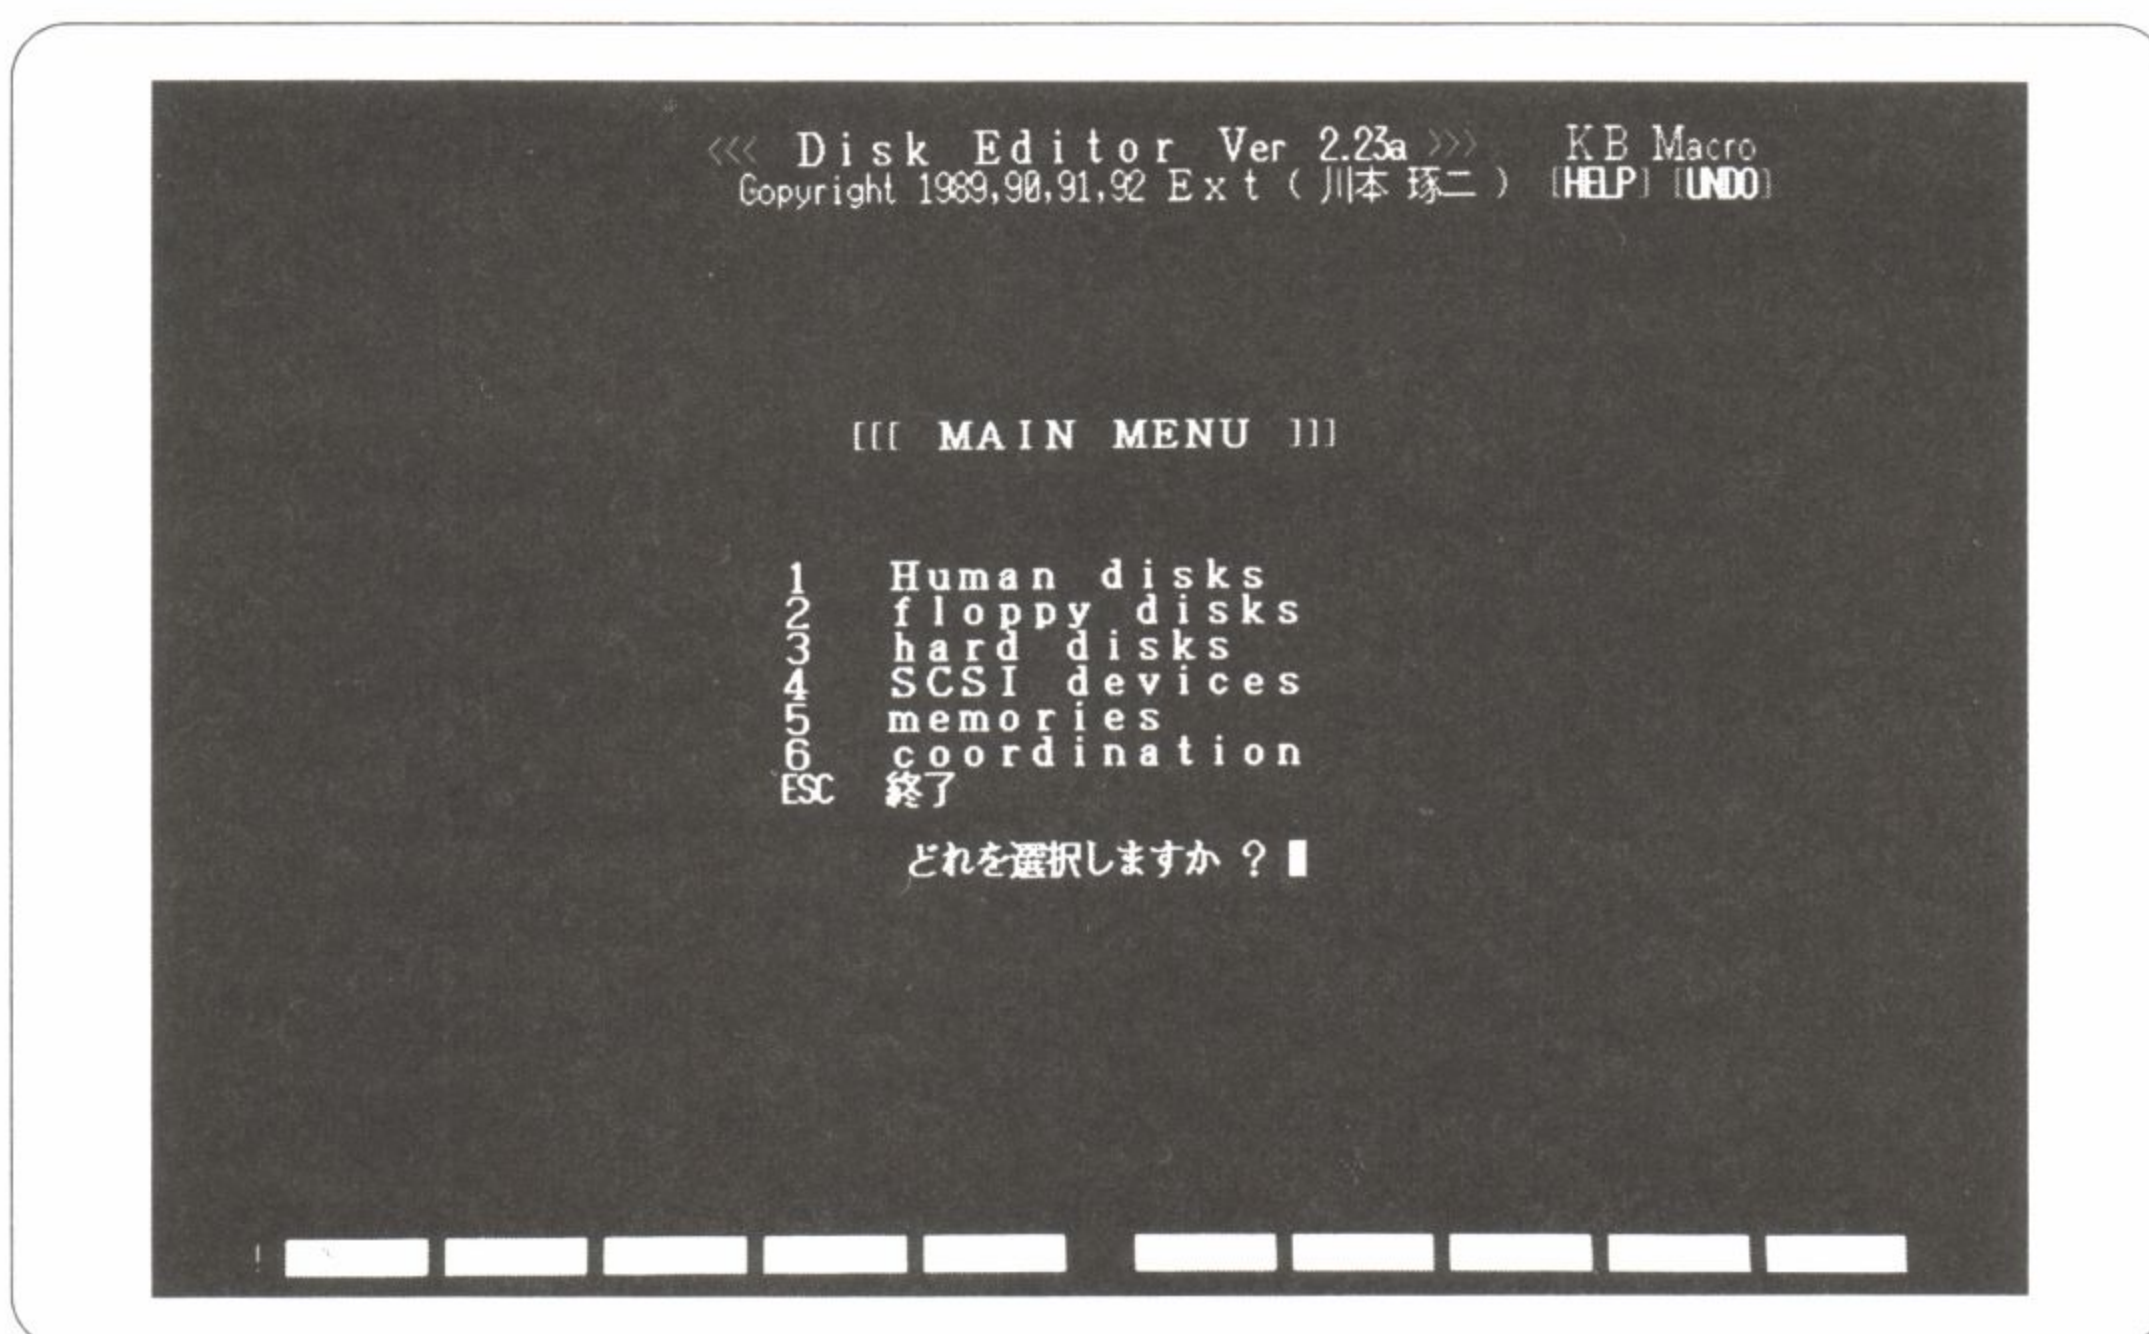 <<< Disk Editor Ver 2.23a >>> KB Macro
Copyright 1989,90,91,92 Ext ( 川本 琢二 ) [HELP] [UNDO]
[[[ MAIN MENU ]]]
1 Human disks
2 floppy disks
3 hard disks
4 SCSI devices
5 memories
6 coordination
ESC 終了
どれを選択しますか ?